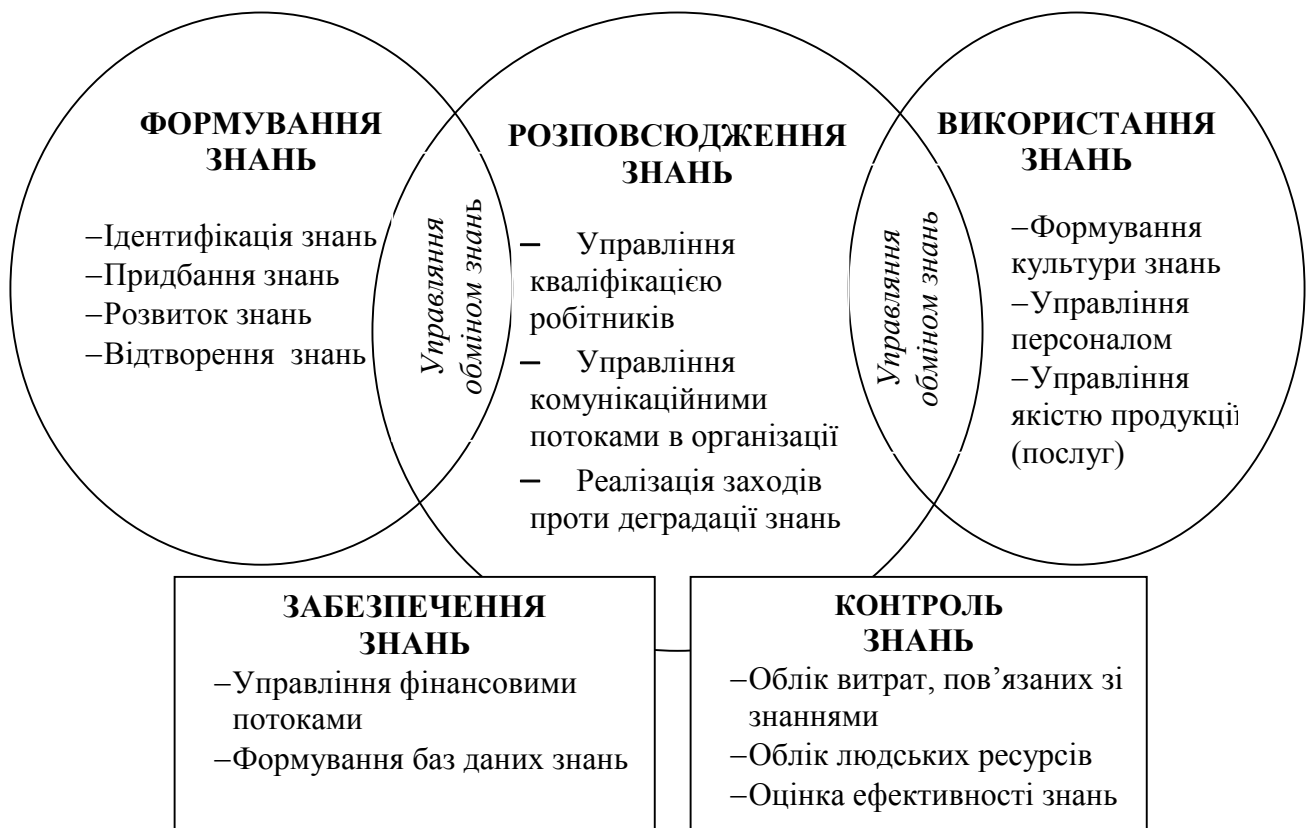 ФОРМУВАННЯ
ЗНАНЬ
−Ідентифікація знань
−Придбання знань
−Розвиток знань
−Відтворення знань
Управляння
обміном знань
РОЗПОВСЮДЖЕННЯ
ЗНАНЬ
− Управління
кваліфікацією
робітників
− Управління
комунікаційними
потоками в організації
− Реалізація заходів
проти деградації знань
Управляння
обміном знань
ВИКОРИСТАННЯ
ЗНАНЬ
−Формування
культури знань
−Управління
персоналом
−Управління
якістю продукції
(послуг)
ЗАБЕЗПЕЧЕННЯ
ЗНАНЬ
−Управління фінансовими
потоками
−Формування баз даних знань
КОНТРОЛЬ
ЗНАНЬ
−Облік витрат, пов’язаних зі
знаннями
−Облік людських ресурсів
−Оцінка ефективності знань